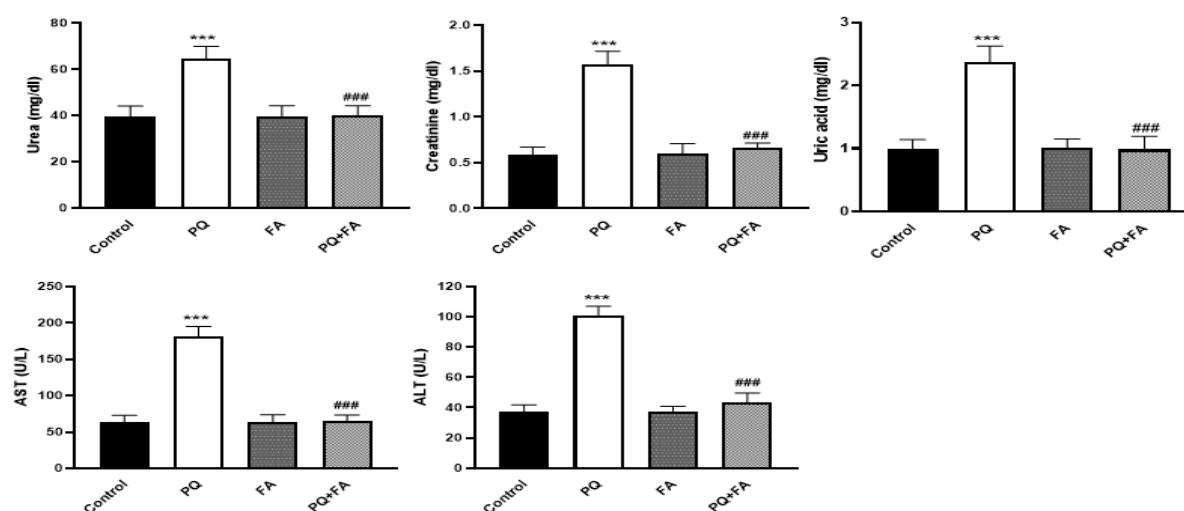 Urea (mg/dl)
80
60
40
20
0
***
###
Control
PQ
FA
PQ+FA
Creatinine (mg/dl)
2.0
1.5
1.0
0.5
0.0
***
###
Control
PQ
FA
PQ+FA
Uric acid (mg/dl)
3
2
1
0
***
###
Control
PQ
FA
PQ+FA
AST (U/L)
250
200
150
100
50
0
***
###
Control
PQ
FA
PQ+FA
ALT (U/L)
120
100
80
60
40
20
0
***
###
Control
PQ
FA
PQ+FA